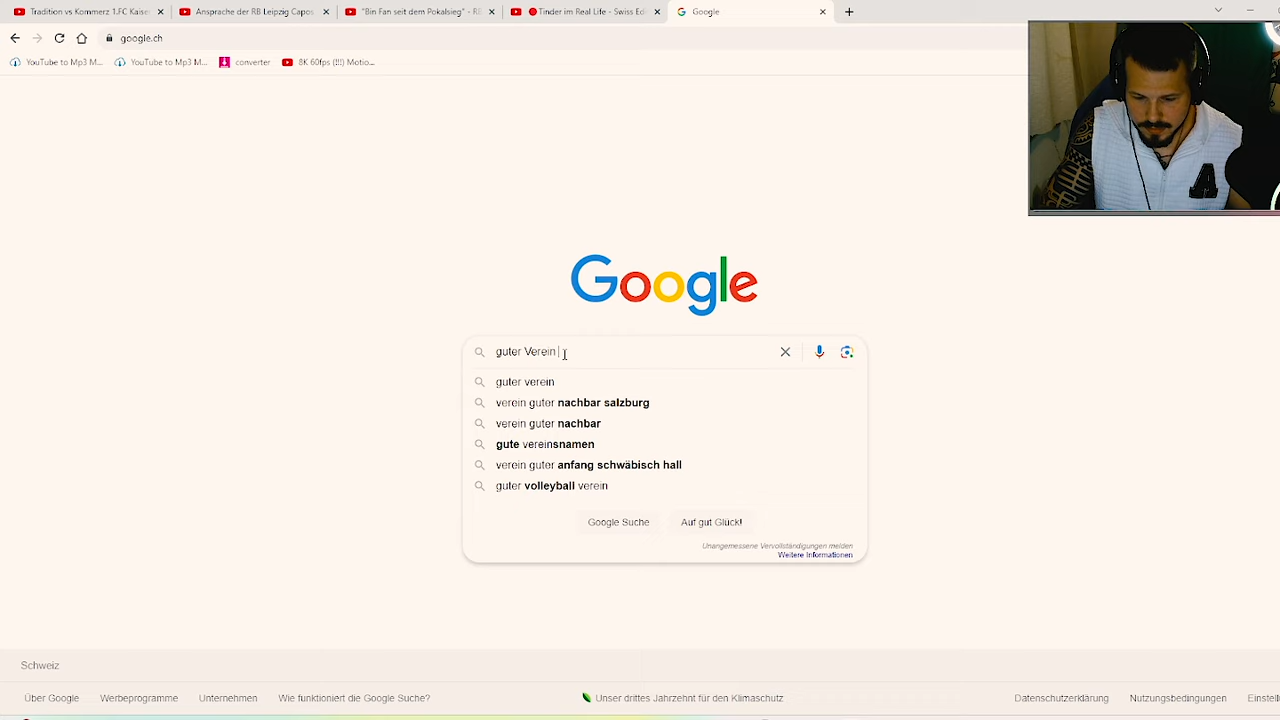 Tradition vs Kommerz 1.FC Kaiser
Ansprache der RB Leipzig Capos
"Bin Fan seit dem Pokalsieg" - RB
Tinder im Real Life - Swiss Ed
Google
google.ch
YouTube to Mp3 M...
YouTube to Mp3 M...
converter
8K 60fps (!!!) Motio...
A
Google
guter Verein
guter verein
verein guter nachbar salzburg
verein guter nachbar
gute vereinsnamen
verein guter anfang schwäbisch hall
guter volleyball verein
Google Suche
Auf gut Glück!
Unangemessene Vervollständigungen melden
Weitere Informationen
Schweiz
Über Google
Werbeprogramme
Unternehmen
Wie funktioniert die Google Suche?
Unser drittes Jahrzehnt für den Klimaschutz
Datenschutzerklärung
Nutzungsbedingungen
Einstell